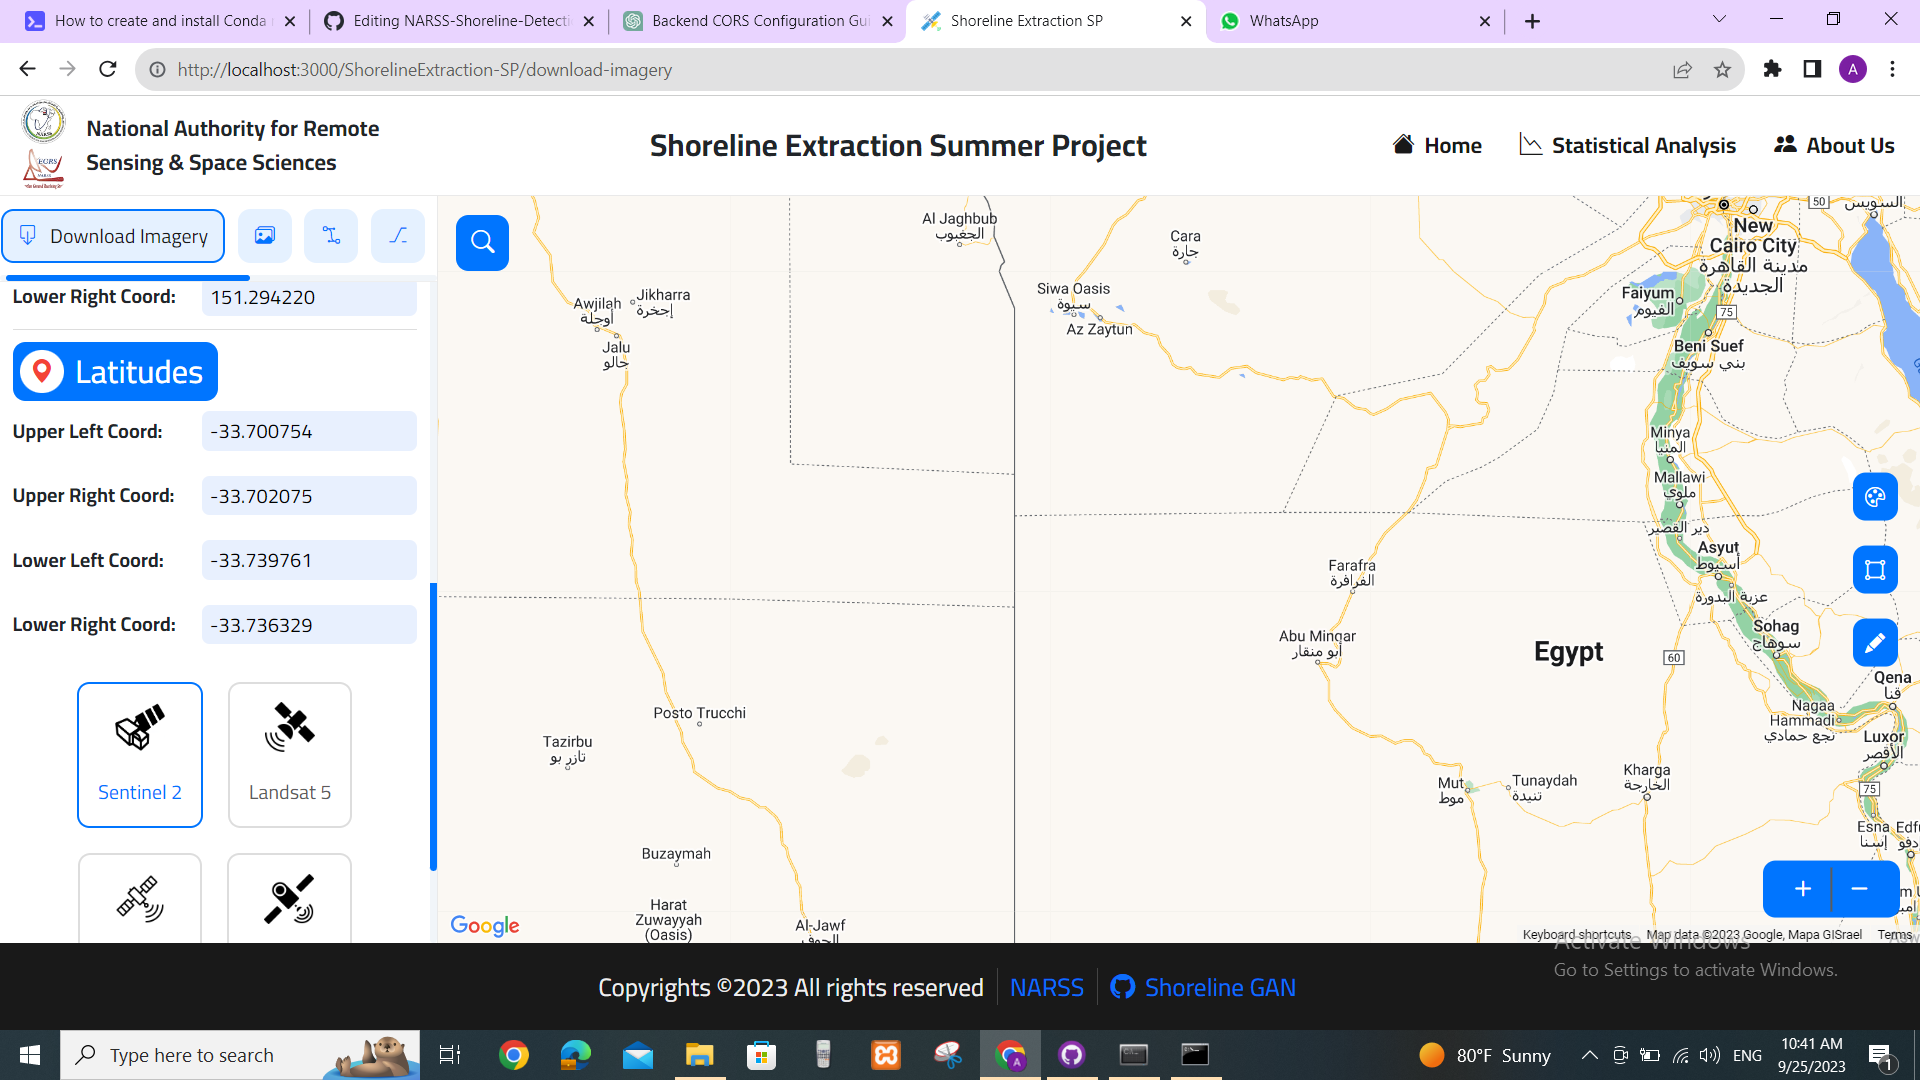 How to create and install Conda
Editing NARSS-Shoreline-Detecti
Backend CORS Configuration Gui
Shoreline Extraction SP
WhatsApp
http://localhost:3000/ShorelineExtraction-SP/download-imagery
A
National Authority for Remote
Sensing & Space Sciences
Shoreline Extraction Summer Project
Home
Statistical Analysis
About Us
Download Imagery
Lower Right Coord:
151.294220
Latitudes
Upper Left Coord:
-33.700754
Upper Right Coord:
-33.702075
Lower Left Coord:
-33.739761
Lower Right Coord:
-33.736329
Sentinel 2
Landsat 5
Al Jaghbub
الجغبوب
Cara
جارة
50
السويس
New
Cairo City
مدينة القاهرة
الجديدة
Siwa Oasis
سيوة
Az Zaytun
Awjilah
أوجلة
Jikharra
إجخرة
Jalu
جالو
Faiyum
الفيوم
75
Beni Suef
بني سويف
Minya
المنيا
Mallawi
ملوي
دير القصير
Asyut
أسيوط
عزبة البدورة
Farafra
الفرافرة
Sohag
سوهاج
Abu Minqar
أبو منقار
Egypt
60
Qena
قنا
Nagaa
Hammadi
نجع حمادي
Posto Trucchi
Tazirbu
تازر بو
Luxor
الأقصر
Kharga
الخارجة
Mut
موط
Tunaydah
تنيدة
75
Esna
إسنا
Edfu
Buzaymah
Harat
Zuwayyah
(Oasis)
Al-Jawf
الجوف
+
−
Google
Keyboard shortcuts
Map data ©2023 Google, Mapa GISrael
Terms
Activate Windows
Go to Settings to activate Windows.
Copyrights ©2023 All rights reserved
NARSS
Shoreline GAN
Type here to search
80°F Sunny
ENG
10:41 AM
9/25/2023
1